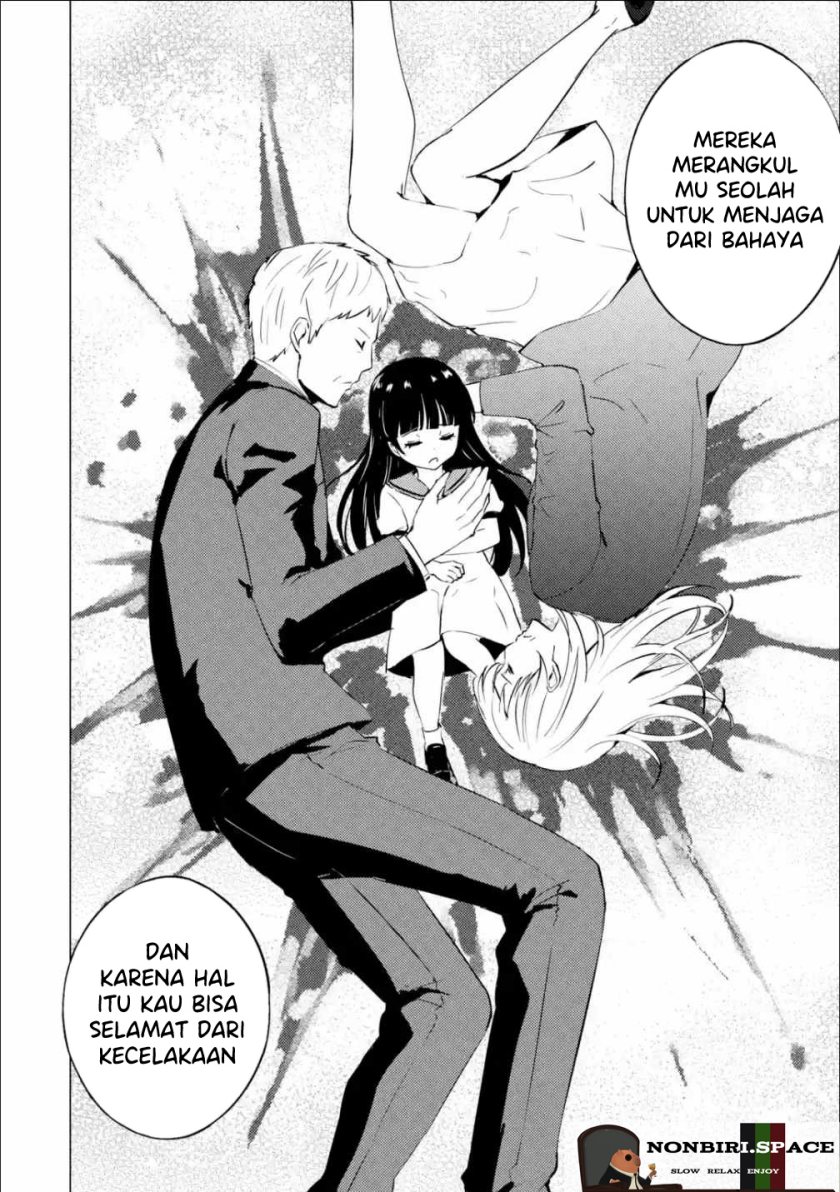 MEREKA
MERANGKUL
MU SEOLAH
UNTUK MENJAGA
DARI BAHAYA
DAN
KARENA HAL
ITU KAU BISA
SELAMAT DARI
KECELAKAAN
NONBIRI.SPACE
SLOW RELAX ENJOY